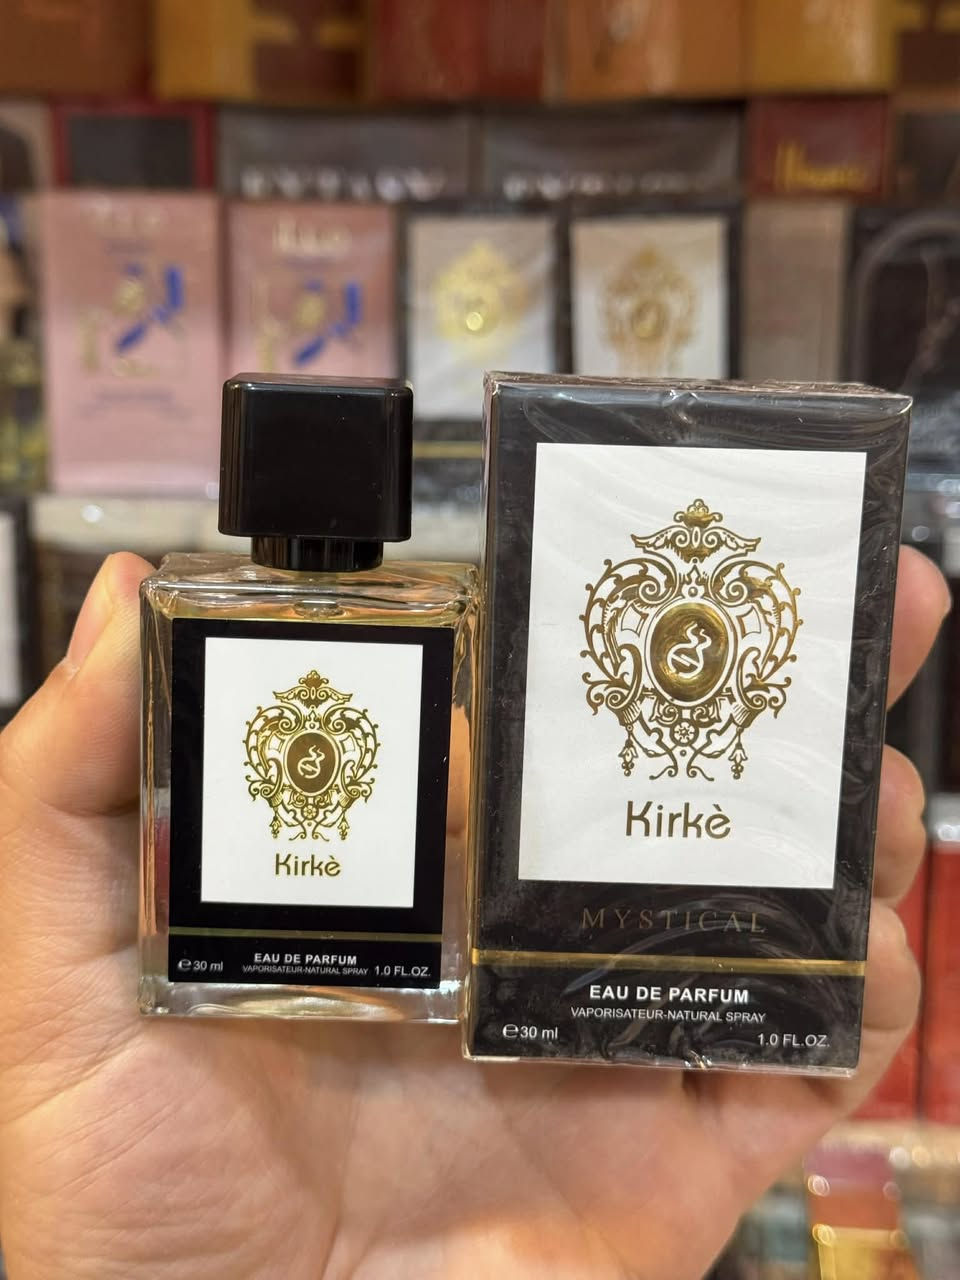 Kirkè
EAU DE PARFUM
VAPORISATEUR-NATURAL SPRAY
℮30 ml
1.0 FL.OZ.
Kirkè
MYSTICAL
EAU DE PARFUM
VAPORISATEUR-NATURAL SPRAY
℮30 ml
1.0 FL.OZ.